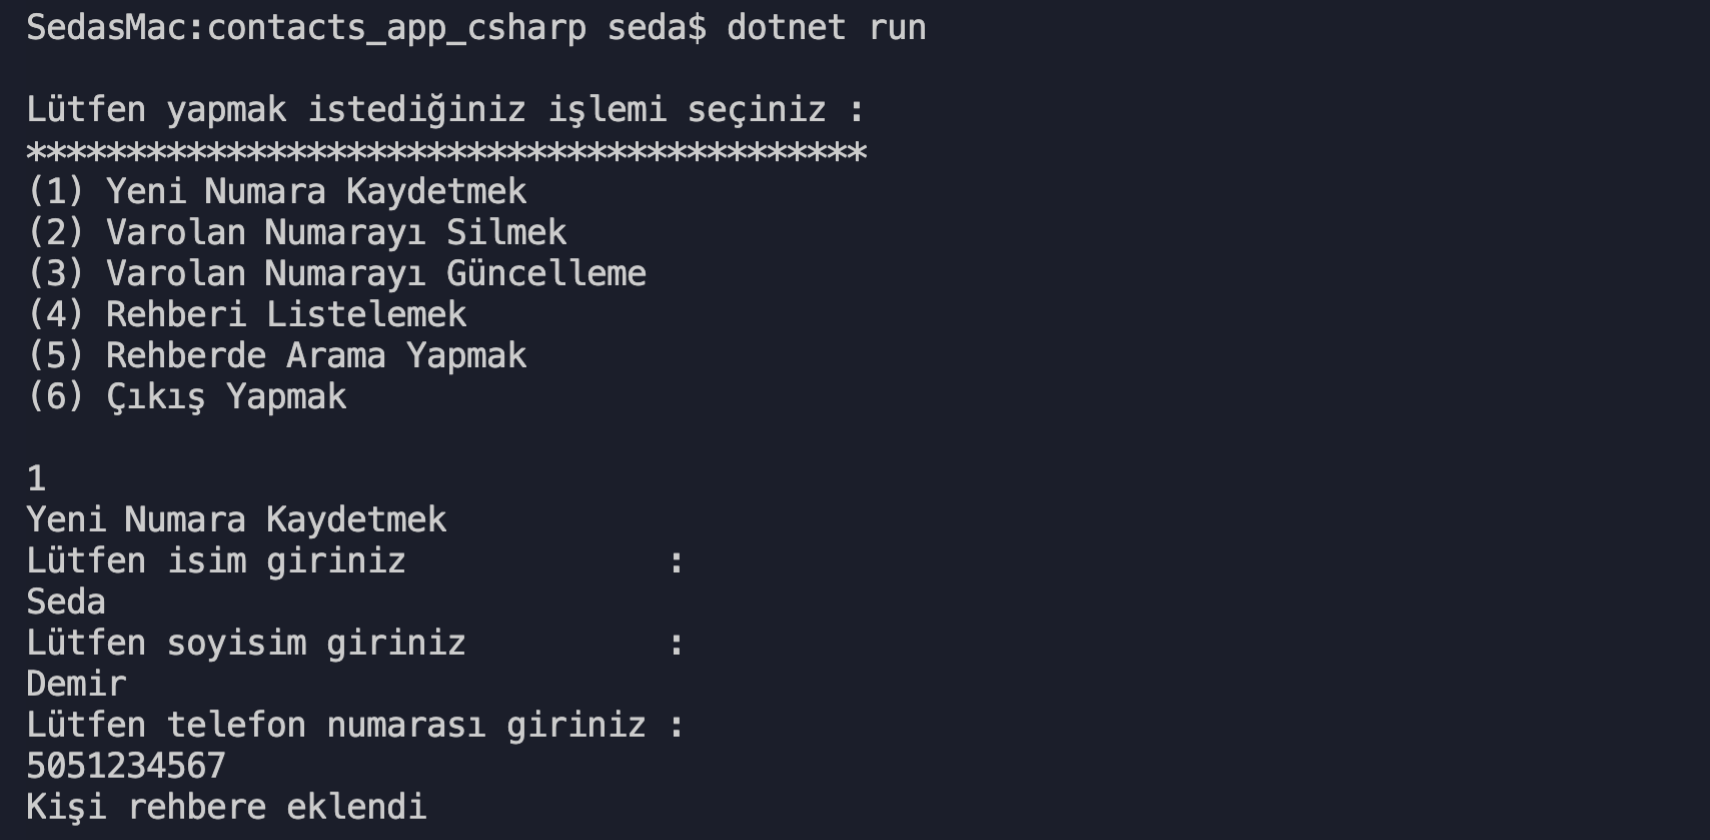 SedasMac:contacts_app_csharp seda$ dotnet run
Lütfen yapmak istediğiniz işlemi seçiniz :
******************************************
(1) Yeni Numara Kaydetmek
(2) Varolan Numarayı Silmek
(3) Varolan Numarayı Güncelleme
(4) Rehberi Listelemek
(5) Rehberde Arama Yapmak
(6) Çıkış Yapmak
1
Yeni Numara Kaydetmek
Lütfen isim giriniz             :
Seda
Lütfen soyisim giriniz          :
Demir
Lütfen telefon numarası giriniz :
5051234567
Kişi rehbere eklendi